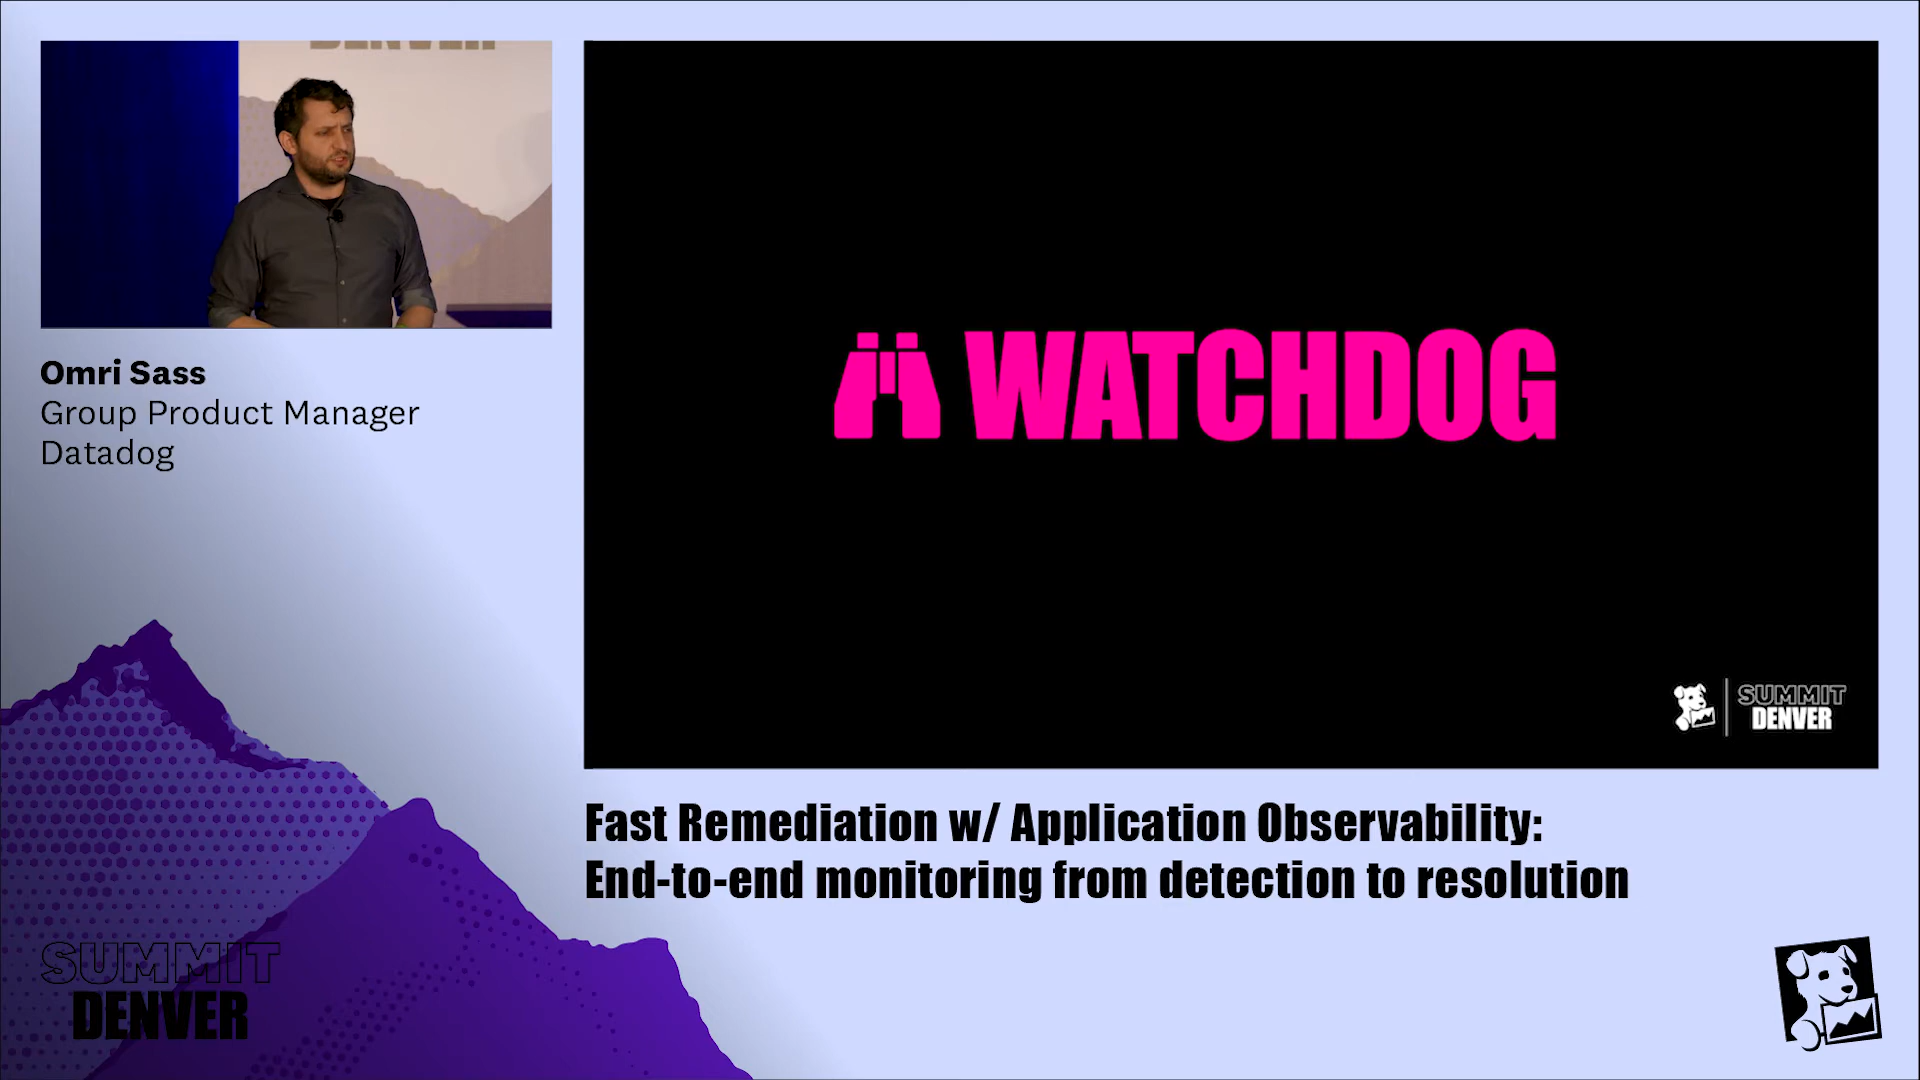 DENVER
Omri Sass
Group Product Manager
Datadog
WATCHDOG
SUMMIT
DENVER
Fast Remediation w/ Application Observability:
End-to-end monitoring from detection to resolution
SUMMIT
DENVER